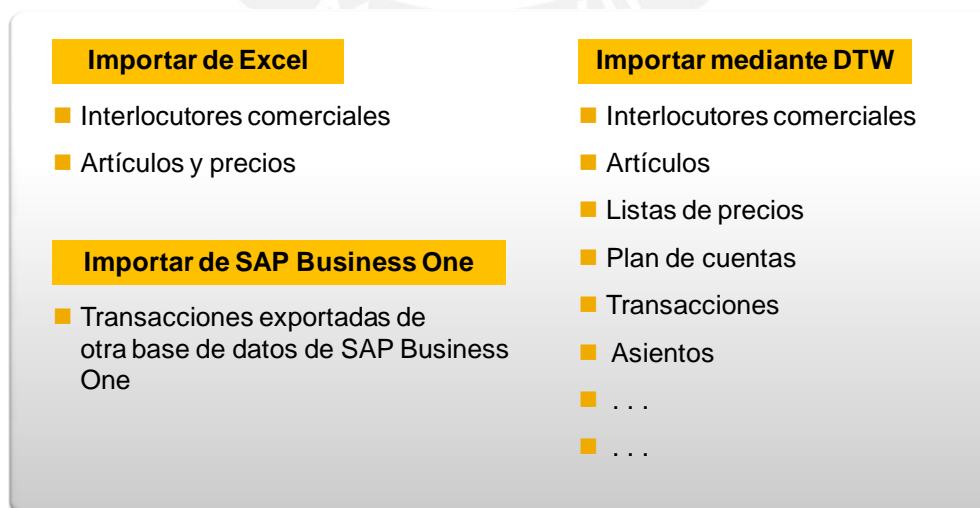 Importar de Excel
Interlocutores comerciales
Artículos y precios
Importar de SAP Business One
Transacciones exportadas de
otra base de datos de SAP Business
One
Importar mediante DTW
Interlocutores comerciales
Artículos
Listas de precios
Plan de cuentas
Transacciones
Asientos
. . .
. . .